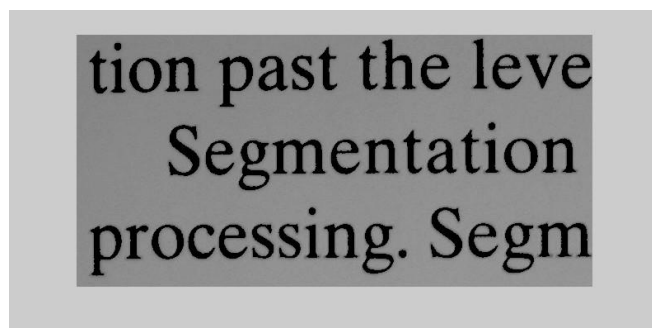 tion past the leve
Segmentation
processing. Segm